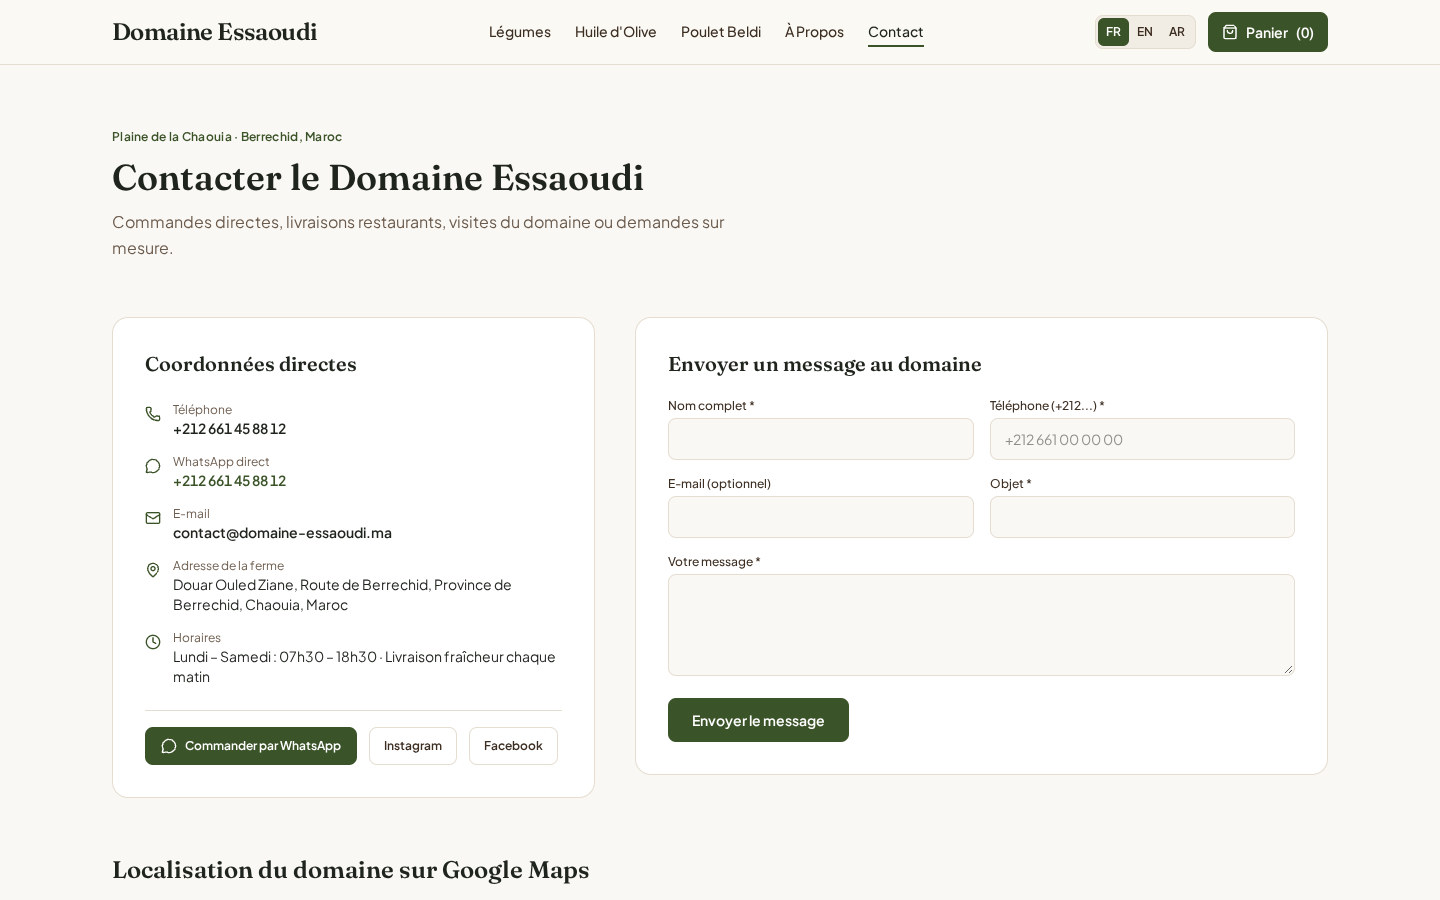 Domaine Essaoudi
Légumes
Huile d'Olive
Poulet Beldi
À Propos
Contact
FR
EN
AR
Panier (0)
Plaine de la Chaouia · Berrechid, Maroc
Contacter le Domaine Essaoudi
Commandes directes, livraisons restaurants, visites du domaine ou demandes sur
mesure.
Coordonnées directes
Téléphone
+212 661 45 88 12
WhatsApp direct
+212 661 45 88 12
E-mail
contact@domaine-essaoudi.ma
Adresse de la ferme
Douar Ouled Ziane, Route de Berrechid, Province de
Berrechid, Chaouia, Maroc
Horaires
Lundi – Samedi : 07h30 – 18h30 · Livraison fraîcheur chaque
matin
Commander par WhatsApp
Instagram
Facebook
Envoyer un message au domaine
Nom complet *
Téléphone (+212...) *
+212 661 00 00 00
E-mail (optionnel)
Objet *
Votre message *
Envoyer le message
Localisation du domaine sur Google Maps